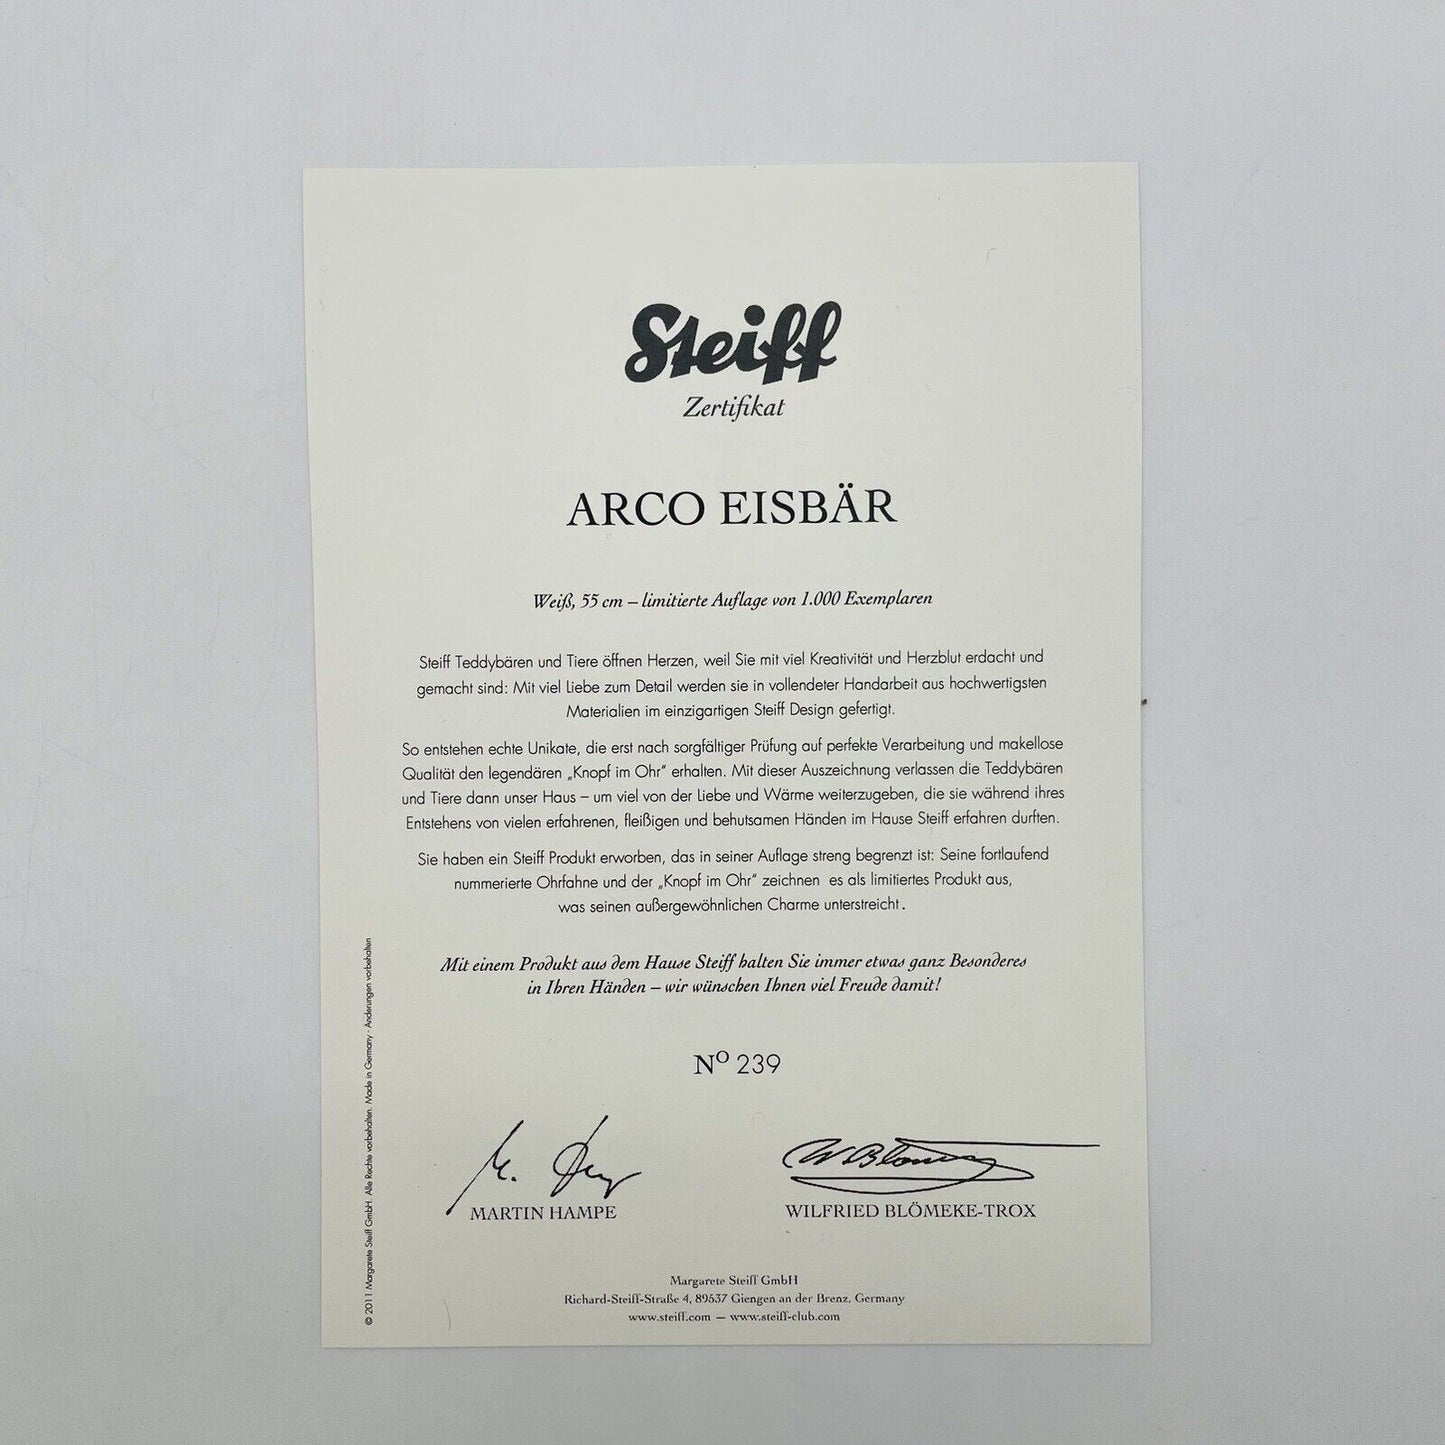 Steiff
Zertifikat
ARCO EISBÄR
Weiß, 55 cm – limitierte Auflage von 1.000 Exemplaren
Steiff Teddybären und Tiere öffnen Herzen, weil Sie mit viel Kreativität und Herzblut erdacht und
gemacht sind: Mit viel Liebe zum Detail werden sie in vollendeter Handarbeit aus hochwertigsten
Materialien im einzigartigen Steiff Design gefertigt.
So entstehen echte Unikate, die erst nach sorgfältiger Prüfung auf perfekte Verarbeitung und makellose
Qualität den legendären „Knopf im Ohr“ erhalten. Mit dieser Auszeichnung verlassen die Teddybären
und Tiere dann unser Haus – um viel von der Liebe und Wärme weiterzugeben, die sie während ihres
Entstehens von vielen erfahrenen, fleißigen und behutsamen Händen im Hause Steiff erfahren durften.
Sie haben ein Steiff Produkt erworben, das in seiner Auflage streng begrenzt ist: Seine fortlaufend
nummerierte Ohrfahne und der „Knopf im Ohr“ zeichnen es als limitiertes Produkt aus,
was seinen außergewöhnlichen Charme unterstreicht.
Mit einem Produkt aus dem Hause Steiff halten Sie immer etwas ganz Besonderes
in Ihren Händen – wir wünschen Ihnen viel Freude damit!
Nº 239
MARTIN HAMPE
WILFRIED BLÖMEKE-TROX
Margarete Steiff GmbH
Richard-Steiff-Straße 4, 89537 Giengen an der Brenz, Germany
www.steiff.com — www.steiff-club.com
© 2011 Margarete Steiff GmbH. Alle Rechte vorbehalten. Made in Germany · Änderungen vorbehalten